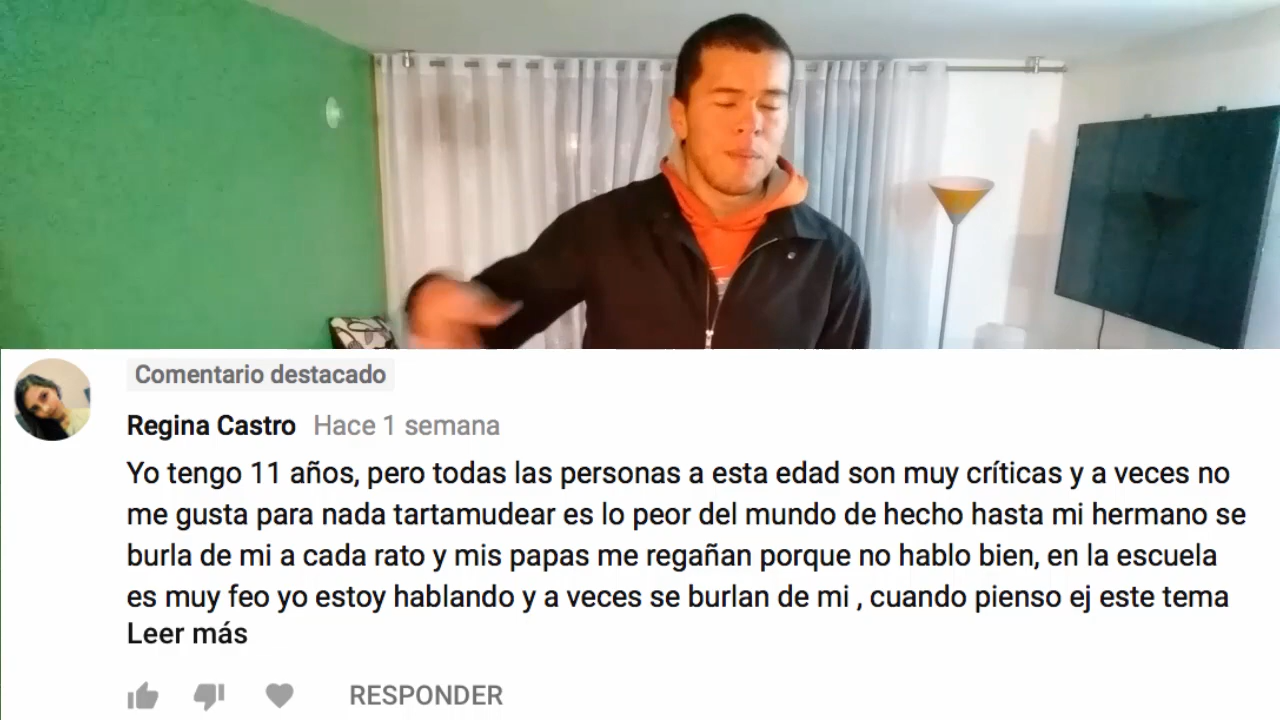 Comentario destacado
Regina Castro Hace 1 semana
Yo tengo 11 años, pero todas las personas a esta edad son muy críticas y a veces no
me gusta para nada tartamudear es lo peor del mundo de hecho hasta mi hermano se
burla de mi a cada rato y mis papas me regañan porque no hablo bien, en la escuela
es muy feo yo estoy hablando y a veces se burlan de mi , cuando pienso ej este tema
Leer más
RESPONDER